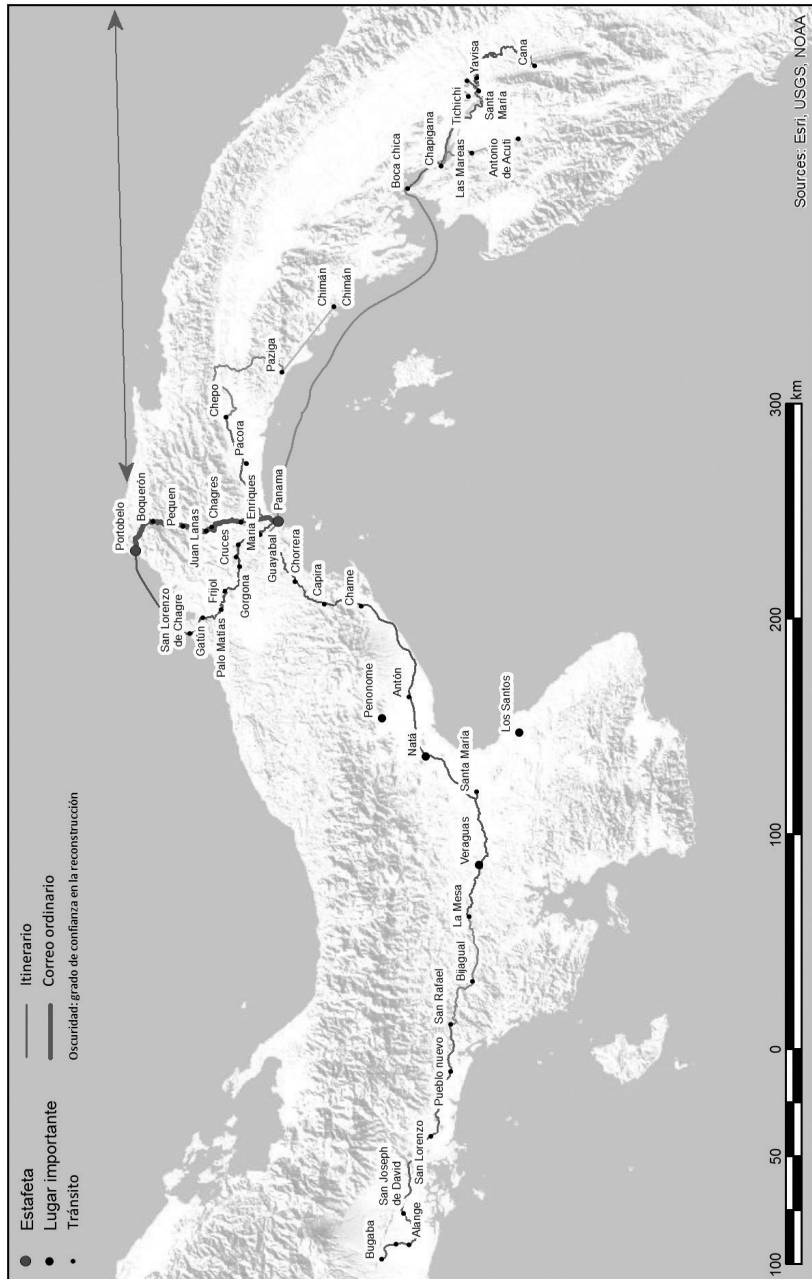 Estafeta
Lugar importante
Tránsito
Itinerario
Correo ordinario
Oscuridad: grado de confianza en la reconstrucción
Bugaba
Alange
San Joseph
de David
San Lorenzo
Pueblo nuevo
San Rafael
Bijagual
La Mesa
Veraguas
Santa María
Los Santos
Natá
Penonome
Antón
Chame
Capira
Chorrera
Guayabal
Panama
San Lorenzo
de Chagre
Gatún
Palo Matías
Frijol
Gorgona
Cruces
María Enriques
Chagres
Juan Lanas
Pequen
Boquerón
Portobelo
Pacora
Chepo
Paziga
Chimán
Chimán
Boca chica
Chapigana
Las Mareas
Antonio
de Acuti
Tichichi
Santa
María
Yavisa
Cana
100
50
0
100
200
300
km
Sources: Esri, USGS, NOAA